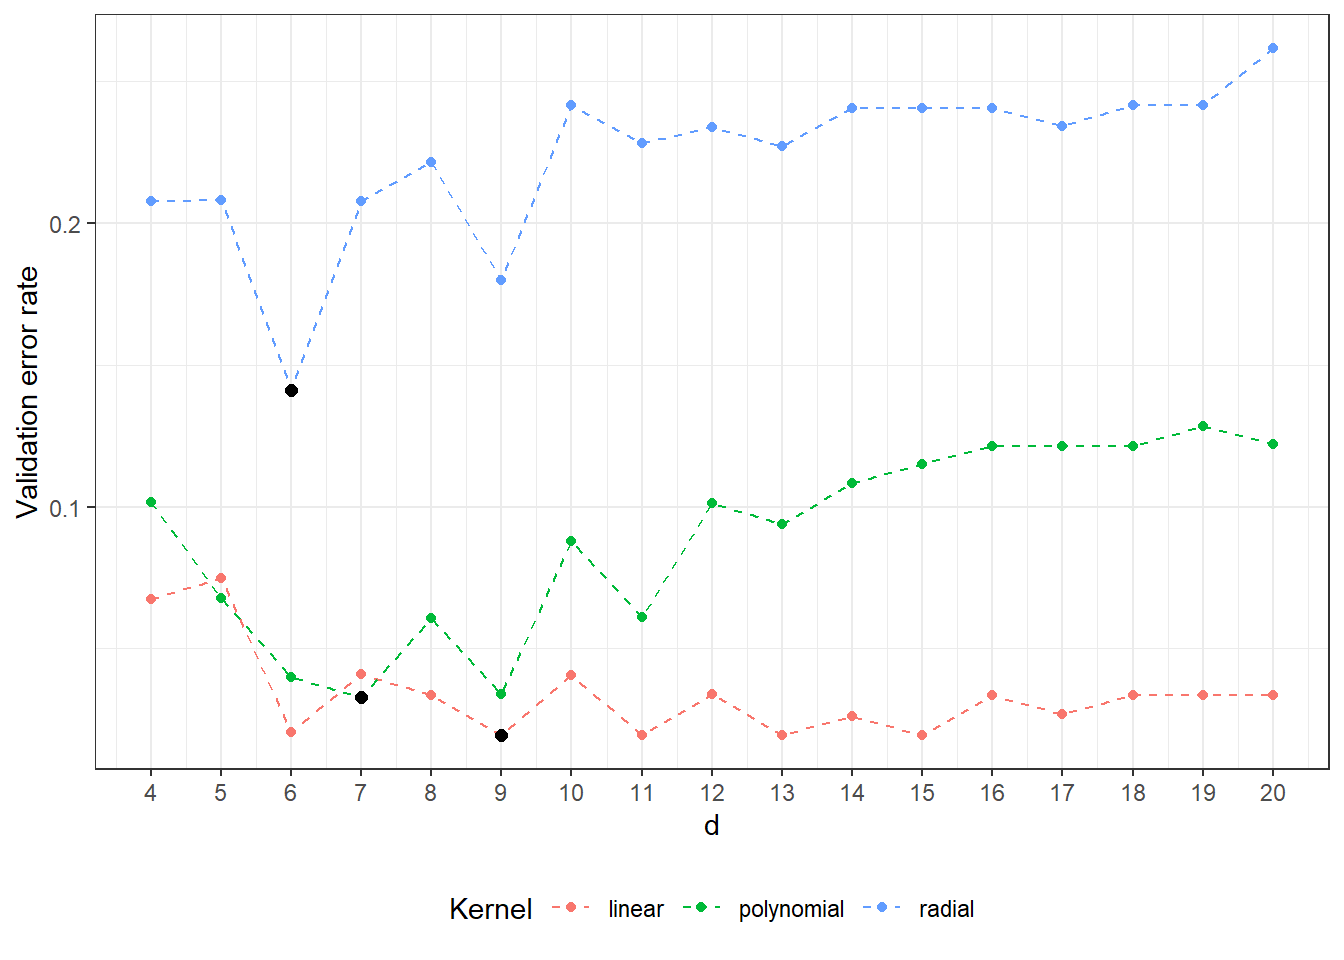 Validation error rate
0.2
0.1
4 5 6 7 8 9 10 11 12 13 14 15 16 17 18 19 20
d
Kernel linear polynomial radial